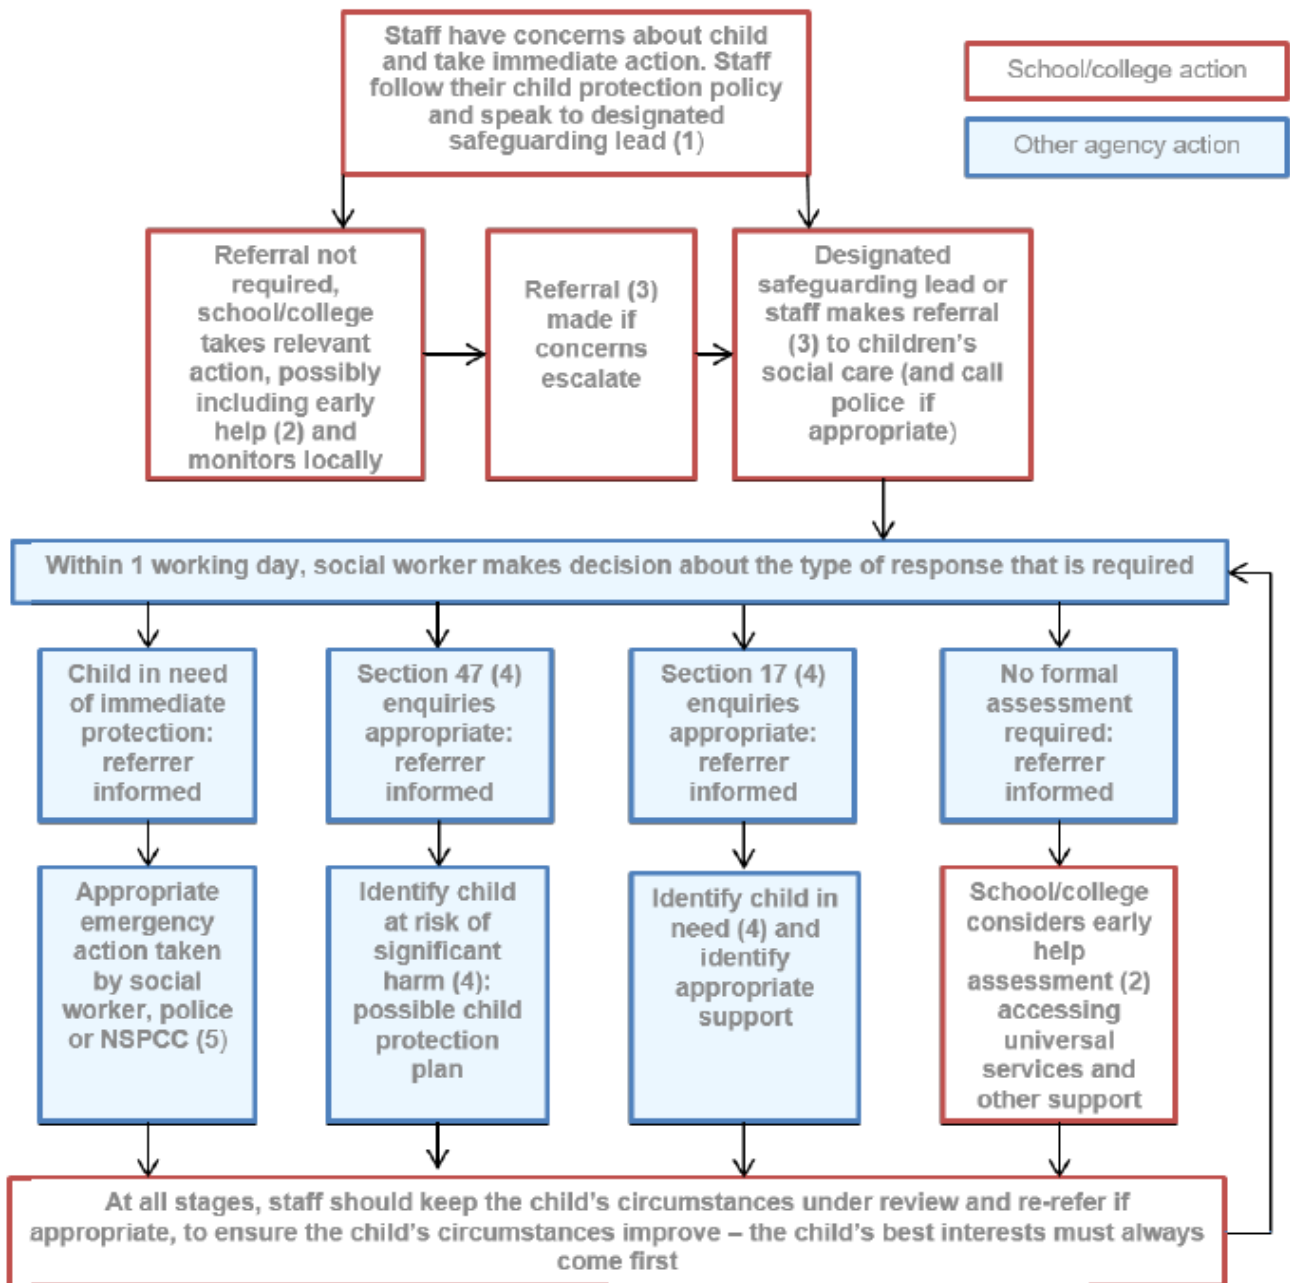 Staff have concerns about child
and take immediate action. Staff
follow their child protection policy
and speak to designated
safeguarding lead (1)
School/college action
Other agency action
Referral not
required,
school/college
takes relevant
action, possibly
including early
help (2) and
monitors locally
Referral (3)
made if
concerns
escalate
Designated
safeguarding lead or
staff makes referral
(3) to children's
social care (and call
police if
appropriate)
Within 1 working day, social worker makes decision about the type of response that is required
Child in need
of immediate
protection:
referrer
informed
Section 47 (4)
enquiries
appropriate:
referrer
informed
Section 17 (4)
enquiries
appropriate:
referrer
informed
No formal
assessment
required:
referrer
informed
Appropriate
emergency
action taken
by social
worker, police
or NSPCC (5)
Identify child
at risk of
significant
harm (4):
possible child
protection
plan
Identify child in
need (4) and
identify
appropriate
support
School/college
considers early
help
assessment (2)
accessing
universal
services and
other support
At all stages, staff should keep the child's circumstances under review and re-refer if
appropriate, to ensure the child's circumstances improve – the child's best interests must always
come first